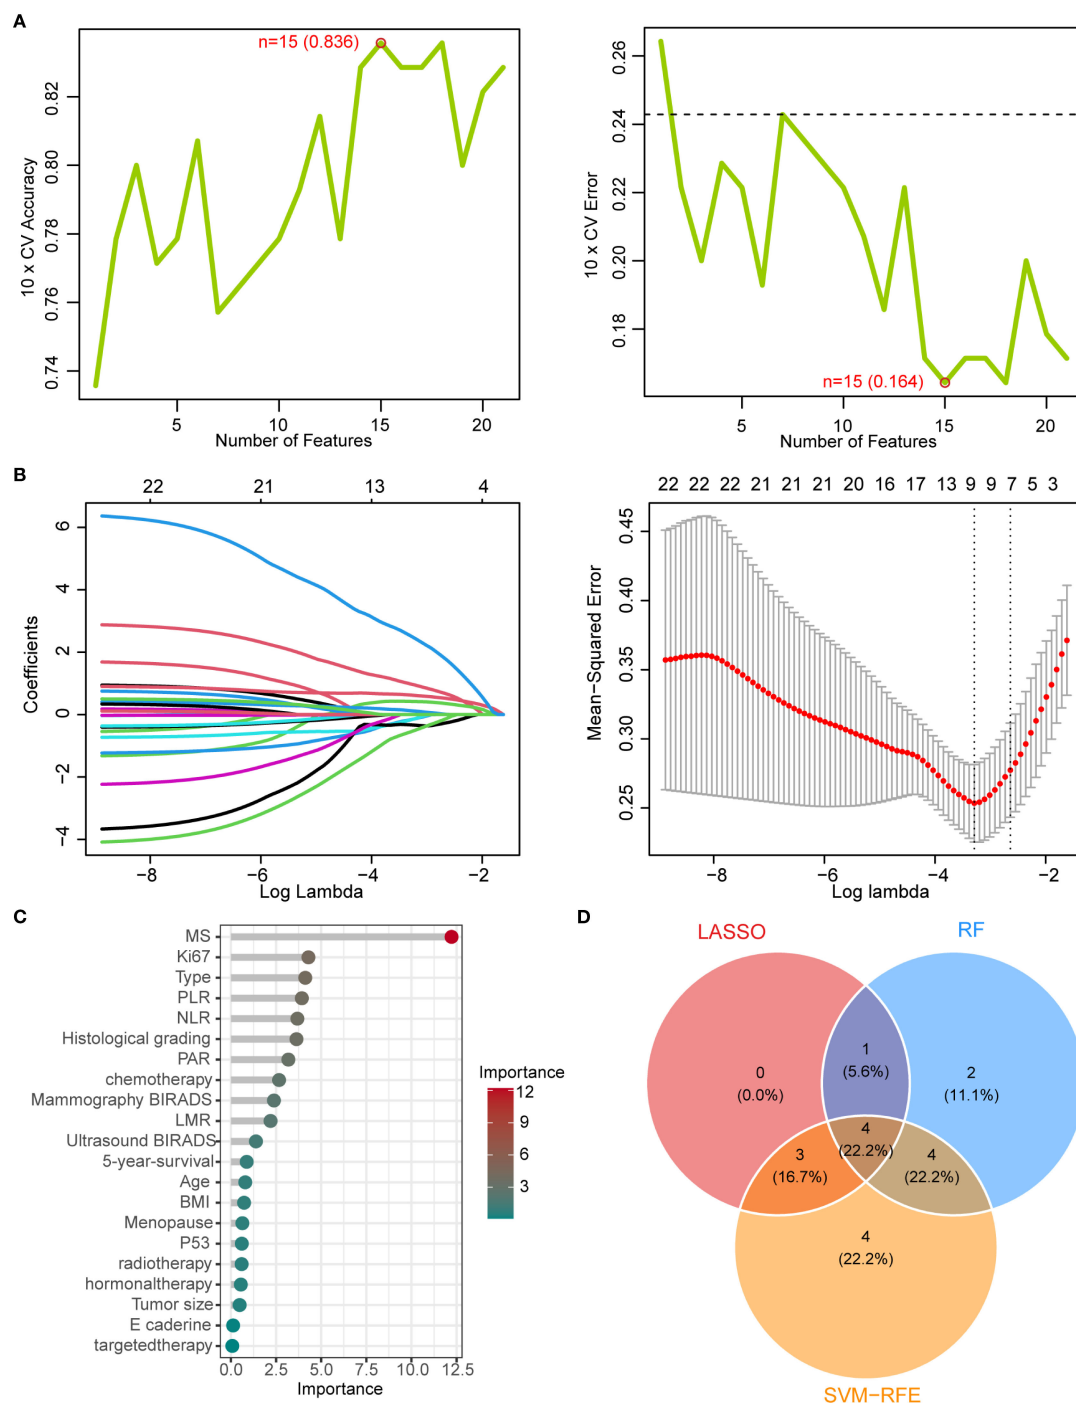 A
n=15 (0.836)
10 x CV Accuracy
0.74 0.76 0.78 0.80 0.82
5 10 15 20
Number of Features
n=15 (0.164)
10 x CV Error
0.18 0.20 0.22 0.24 0.26
5 10 15 20
Number of Features
B
22 21 13 4
Coefficients
6
4
2
0
−2
−4
−8 −6 −4 −2
Log Lambda
22 22 22 21 21 21 20 16 17 13 9 9 7 5 3
Mean−Squared Error
0.25 0.30 0.35 0.40 0.45
−8 −6 −4 −2
Log lambda
C
MS
Ki67
Type
PLR
NLR
Histological grading
PAR
chemotherapy
Mammography BIRADS
LMR
Ultrasound BIRADS
5-year-survival
Age
BMI
Menopause
P53
radiotherapy
hormonaltherapy
Tumor size
E caderine
targetedtherapy
0.0 2.5 5.0 7.5 10.0 12.5
Importance
Importance
12
9
6
3
D
LASSO
RF
0
(0.0%)
1
(5.6%)
2
(11.1%)
4
(22.2%)
3
(16.7%)
4
(22.2%)
4
(22.2%)
SVM−RFE